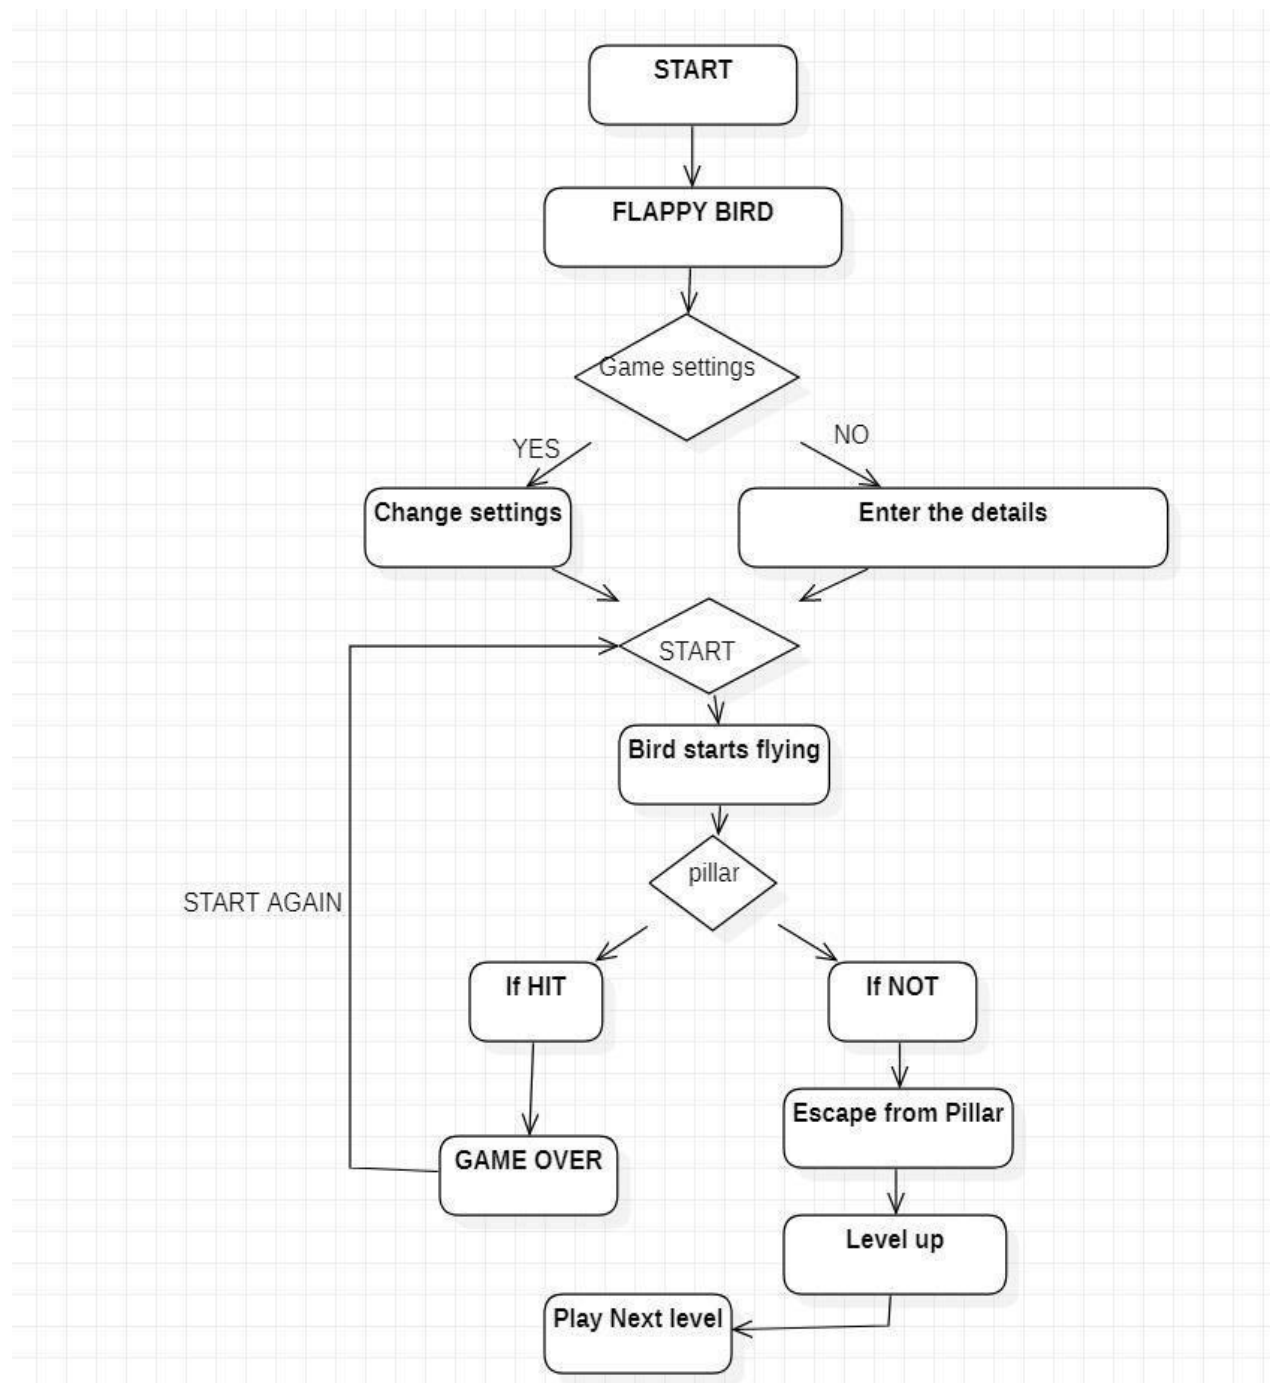 START
FLAPPY BIRD
Game settings
YES
NO
Change settings
Enter the details
START
Bird starts flying
pillar
START AGAIN
If HIT
If NOT
Escape from Pillar
GAME OVER
Level up
Play Next level